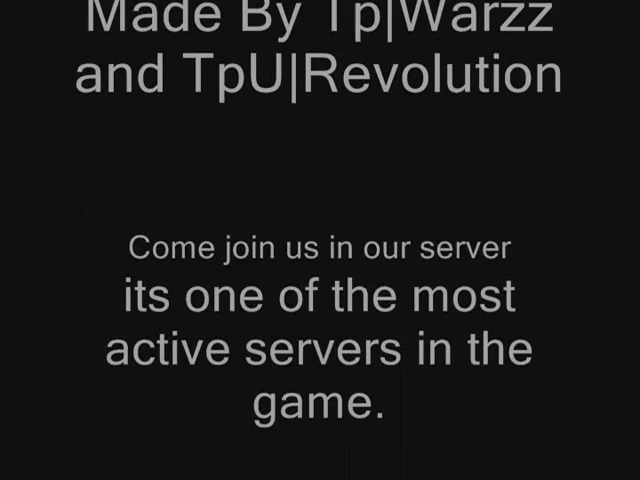 Made By Tp|Warzz
and TpU|Revolution
Come join us in our server
its one of the most
active servers in the
game.